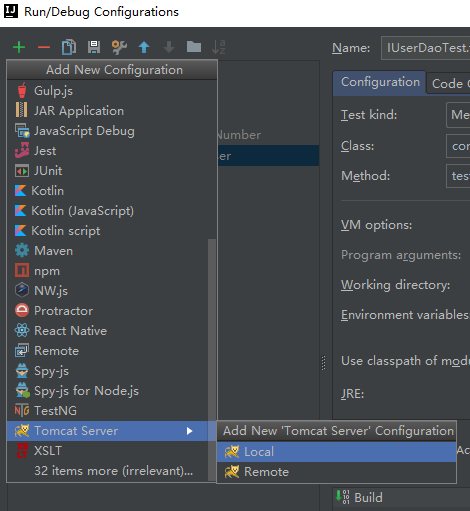 Run/Debug Configurations
Name: IUserDaoTest.
Add New Configuration
Gulp.js
JAR Application
JavaScript Debug
Jest
JUnit
Kotlin
Kotlin (JavaScript)
Kotlin script
Maven
npm
NW.js
Protractor
React Native
Remote
Spy-js
Spy-js for Node.js
TestNG
Tomcat Server
XSLT
32 items more (irrelevant)...
Number
er
Add New 'Tomcat Server' Configuration
Local
Remote
Configuration
Code
Test kind: Me
Class: con
Method: tes
VM options:
Program arguments:
Working directory:
Environment variables
Use classpath of modu
JRE:
Ac
Build